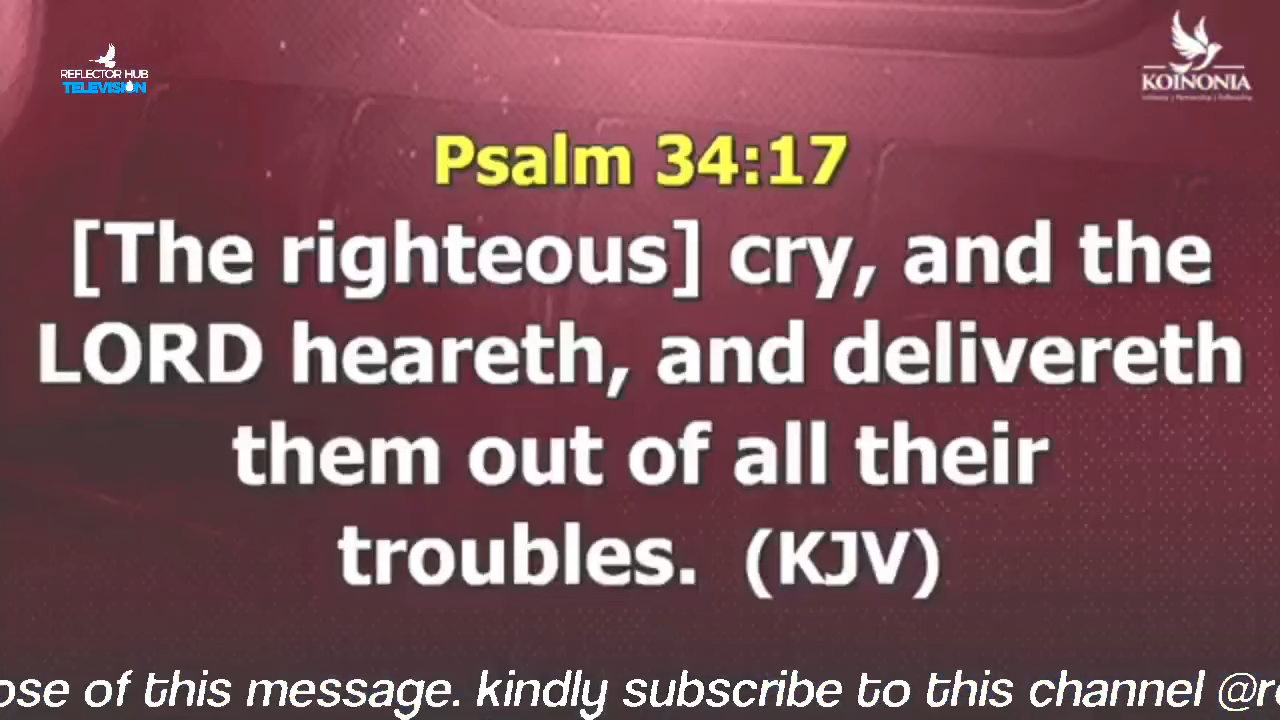 REFLECTOR HUB
TELEVISION
KOINONIA
Psalm 34:17
[The righteous] cry, and the
LORD heareth, and delivereth
them out of all their
troubles. (KJV)
of this message. kindly subscribe to this channel